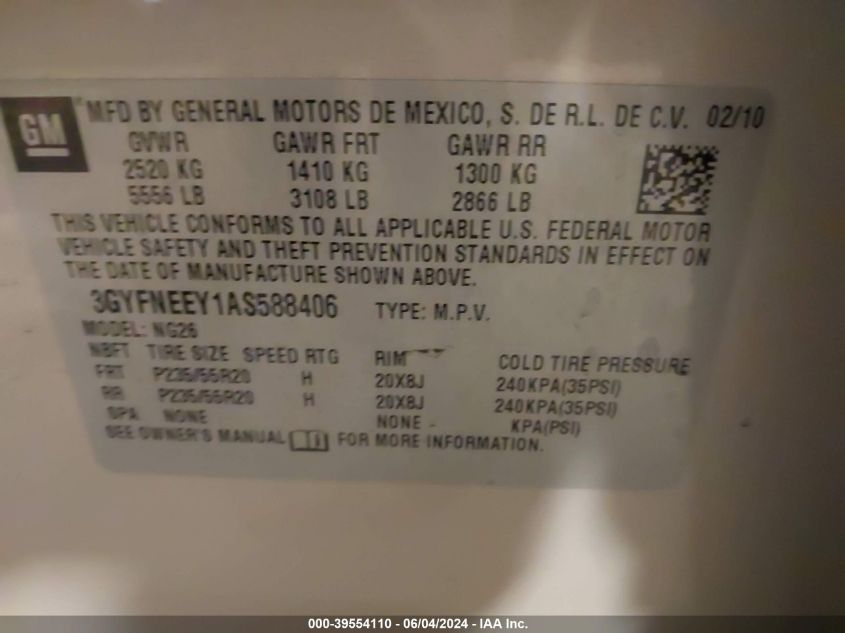 GM
MFD BY GENERAL MOTORS DE MEXICO, S. DE R.L. DE C.V. 02/10
GVWR GAWR FRT GAWR RR
2520 KG 1410 KG 1300 KG
5556 LB 3108 LB 2866 LB
THIS VEHICLE CONFORMS TO ALL APPLICABLE U.S. FEDERAL MOTOR
VEHICLE SAFETY AND THEFT PREVENTION STANDARDS IN EFFECT ON
THE DATE OF MANUFACTURE SHOWN ABOVE.
3GYFNEEY1AS588406 TYPE: M.P.V.
MODEL: NG26
NBFT TIRE SIZE SPEED RTG RIM COLD TIRE PRESSURE
FRT P235/55R20 H 20X8J 240KPA(35PSI)
RR P235/55R20 H 20X8J 240KPA(35PSI)
SPA NONE NONE - KPA(PSI)
SEE OWNER'S MANUAL FOR MORE INFORMATION.
000-39554110 - 06/04/2024 - IAA Inc.